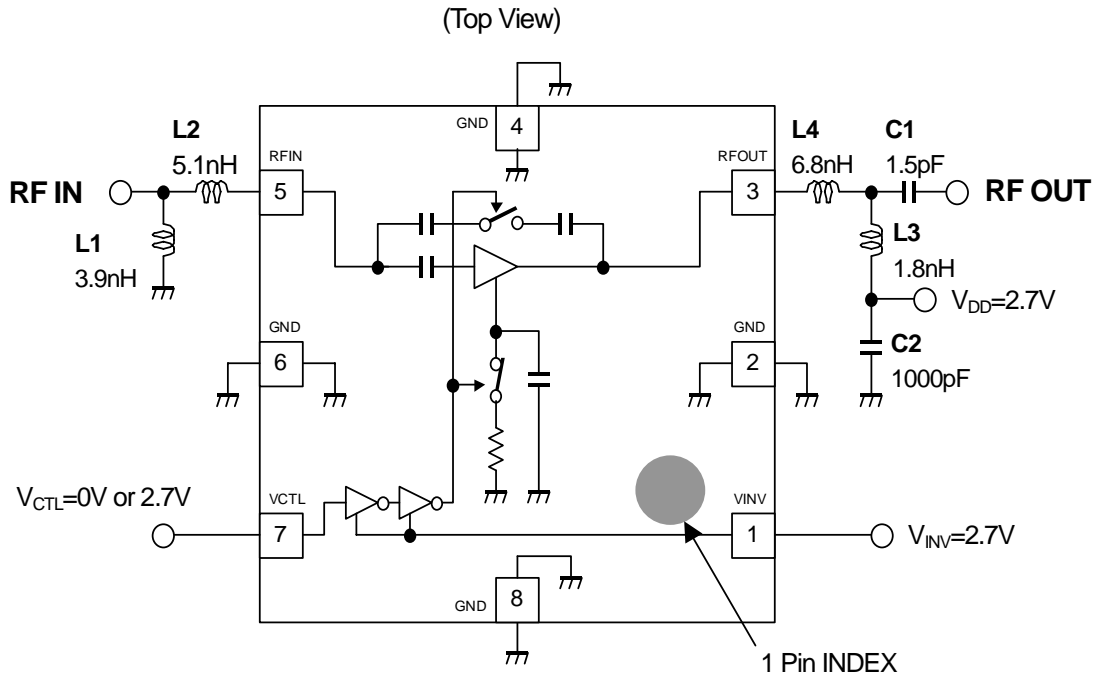 (Top View)
GND
4
L2
5.1nH
RFIN
5
RF IN
L1
3.9nH
RFOUT
3
L4
6.8nH
C1
1.5pF
RF OUT
L3
1.8nH
VDD=2.7V
C2
1000pF
GND
6
GND
2
VCTL=0V or 2.7V
VCTL
7
VINV
1
VINV=2.7V
GND
8
1 Pin INDEX